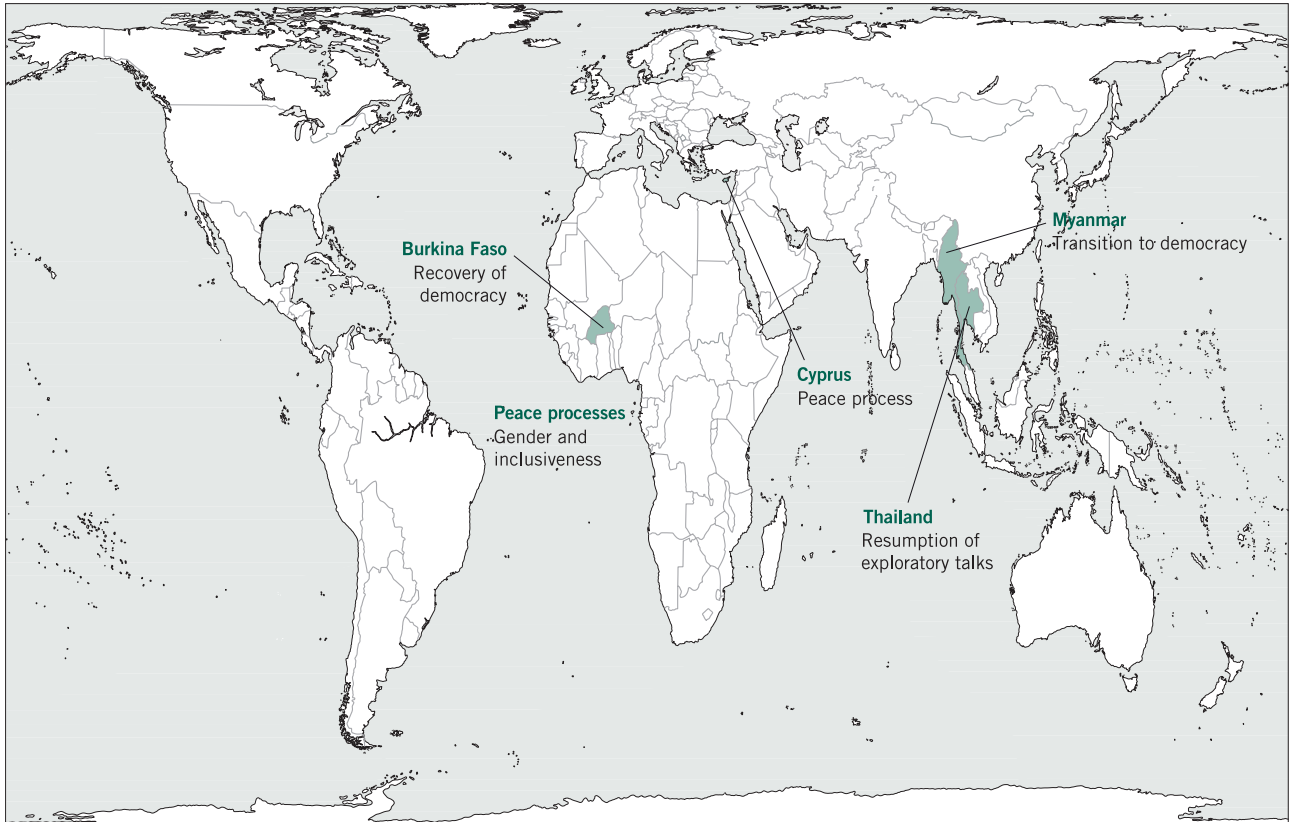 Myanmar
Transition to democracy
Burkina Faso
Recovery of
democracy
Cyprus
Peace process
Peace processes
Gender and
inclusiveness
Thailand
Resumption of
exploratory talks